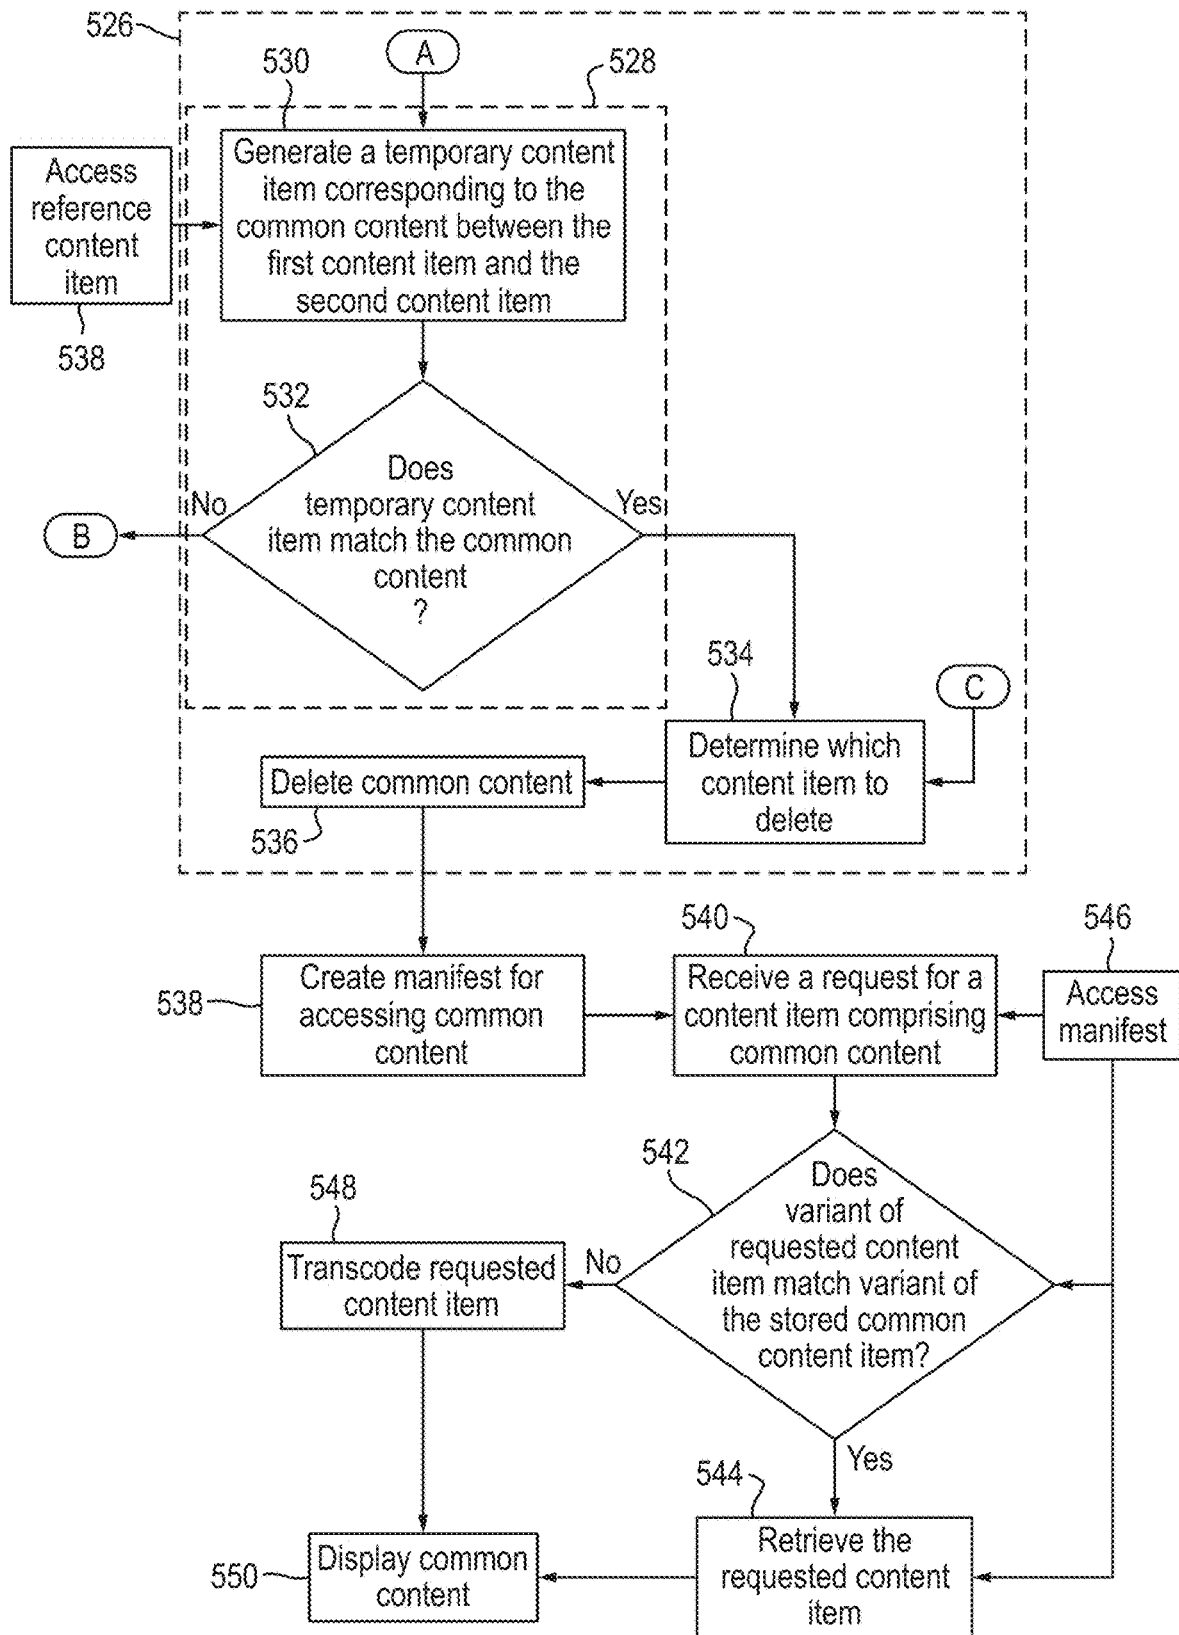 526
A
530
528
Access
reference
content
item
538
Generate a temporary content
item corresponding to the
common content between the
first content item and the
second content item
532
Does
temporary content
item match the common
content
?
No
Yes
B
534
C
Determine which
content item to
delete
Delete common content
536
540
546
538
Create manifest for
accessing common
content
Receive a request for a
content item comprising
common content
Access
manifest
542
Does
variant of
requested content
item match variant of
the stored common
content item?
548
No
Transcode requested
content item
Yes
544
550
Display common
content
Retrieve the
requested content
item